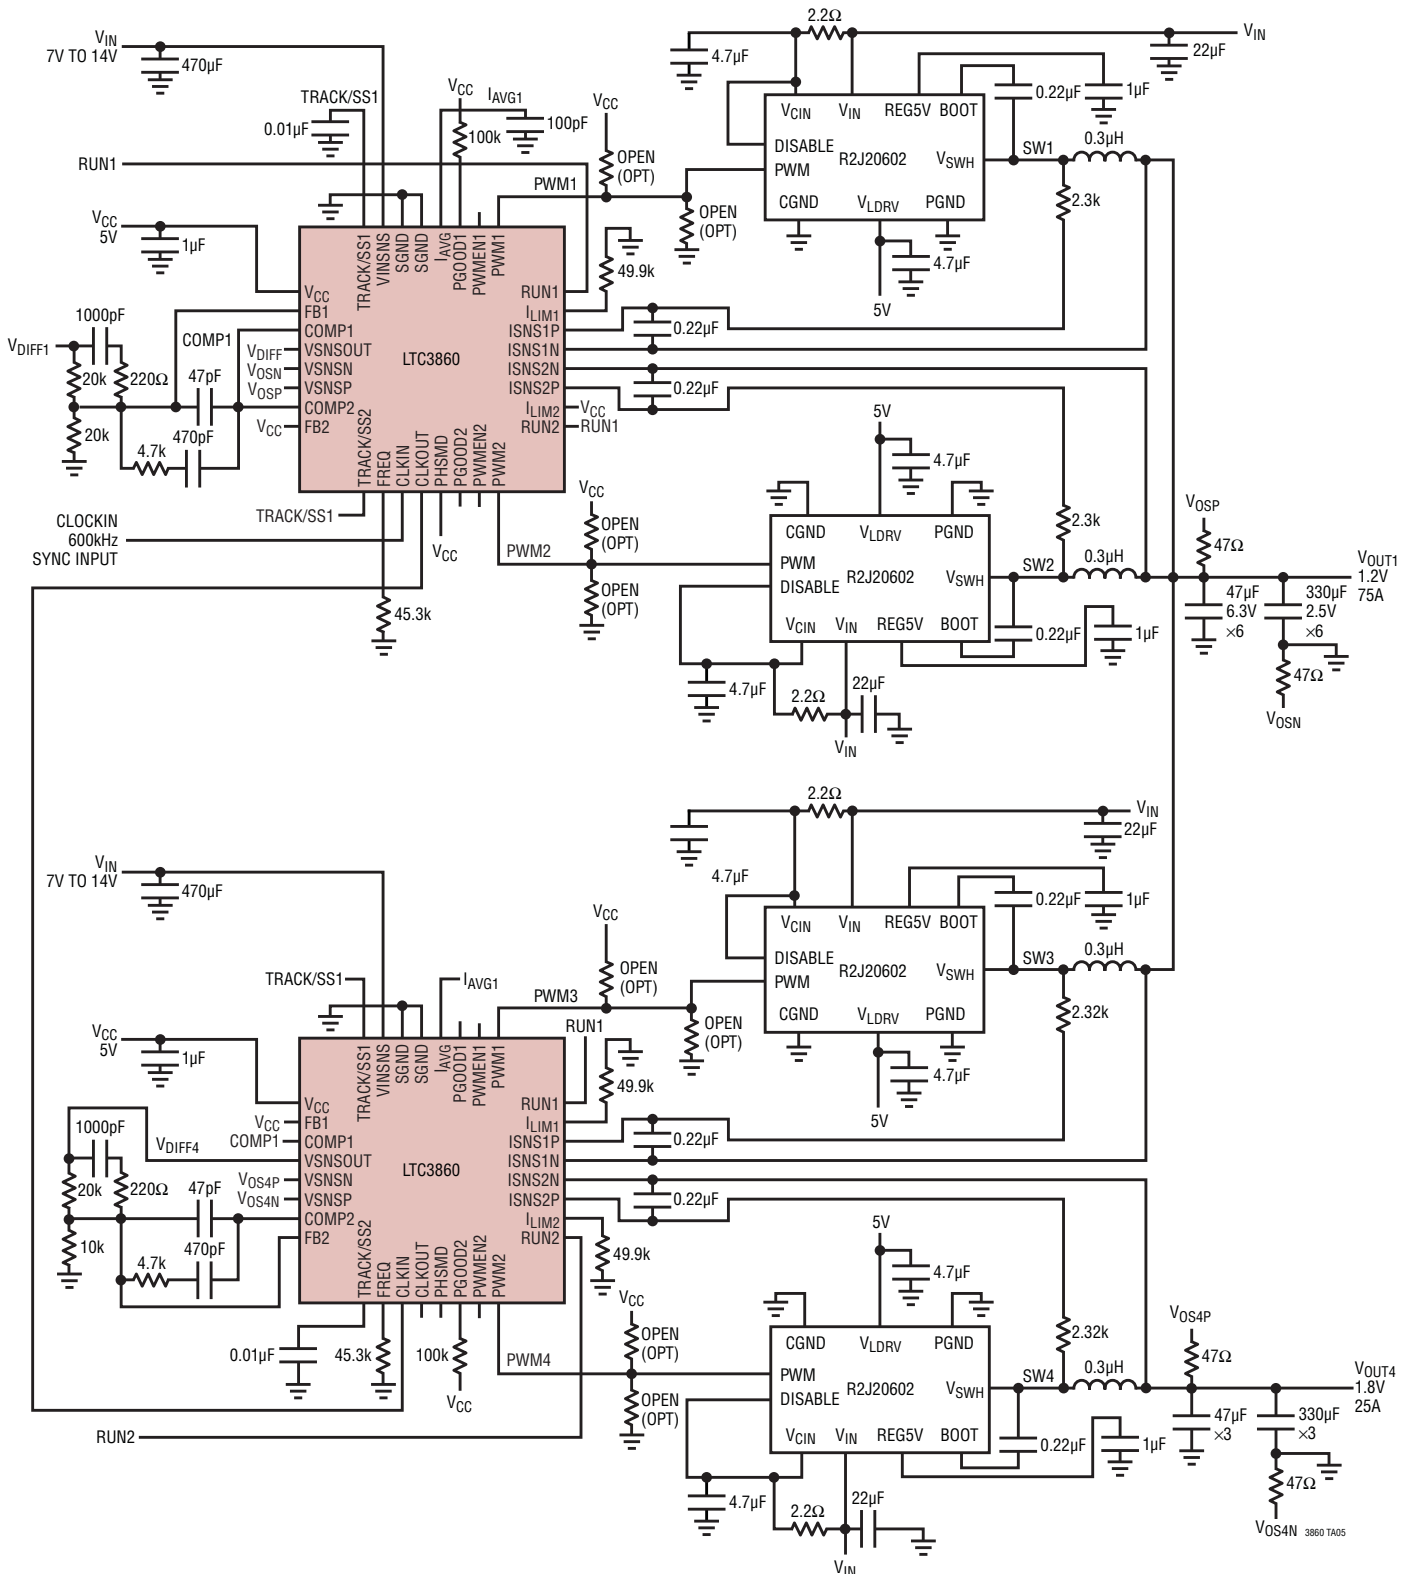 2.2Ω
VIN
VIN
7V TO 14V
470µF
4.7µF
22µF
VCC
IAVG1
VCC
TRACK/SS1
0.01µF
100k
100pF
0.22µF
1µF
VCIN
VIN
REG5V
BOOT
0.3µH
OPEN
(OPT)
DISABLE
R2J20602
VSWH
SW1
RUN1
PWM
PWM1
CGND
VLDRV
PGND
OPEN
(OPT)
2.3k
VCC
5V
1µF
TRACK/SS1
VINSNS
SGND
SGND
IAVG
PGOOD1
PWMEN1
PWM1
49.9k
4.7µF
5V
VCC
RUN1
1000pF
FB1
ILIM1
COMP1
COMP1
ISNS1P
0.22µF
VDIFF1
VDIFF
VSNSOUT
LTC3860
ISNS1N
VOSN
VSNSN
ISNS2N
20k
220Ω
47pF
VOSP
VSNSP
ISNS2P
0.22µF
COMP2
ILIM2
VCC
VCC
FB2
RUN2
RUN1
20k
470pF
4.7k
TRACK/SS2
FREQ
CLKIN
CLKOUT
PHSMD
PGOOD2
PWMEN2
PWM2
5V
4.7µF
TRACK/SS1
VCC
CLOCKIN
600kHz
SYNC INPUT
VCC
OPEN
(OPT)
PWM2
OPEN
(OPT)
45.3k
CGND
VLDRV
PGND
2.3k
PWM
DISABLE
R2J20602
VSWH
SW2
0.3µH
VCIN
VIN
REG5V
BOOT
0.22µF
1µF
4.7µF
2.2Ω
22µF
VIN
VOSP
47Ω
VOUT1
1.2V
75A
47µF
6.3V
×6
330µF
2.5V
×6
47Ω
VOSN
2.2Ω
VIN
22µF
VIN
7V TO 14V
470µF
4.7µF
0.22µF
1µF
VCC
VCIN
VIN
REG5V
BOOT
0.3µH
OPEN
(OPT)
DISABLE
R2J20602
VSWH
SW3
TRACK/SS1
IAVG1
PWM
PWM3
CGND
VLDRV
PGND
OPEN
(OPT)
2.32k
RUN1
VCC
5V
1µF
TRACK/SS1
VINSNS
SGND
SGND
IAVG
PGOOD1
PWMEN1
PWM1
49.9k
4.7µF
5V
VCC
RUN1
VCC
FB1
ILIM1
1000pF
COMP1
COMP1
ISNS1P
0.22µF
VDIFF4
VSNSOUT
LTC3860
ISNS1N
VOS4P
VSNSN
ISNS2N
20k
220Ω
47pF
VOS4N
VSNSP
ISNS2P
0.22µF
COMP2
ILIM2
FB2
RUN2
49.9k
10k
470pF
4.7k
TRACK/SS2
FREQ
CLKIN
CLKOUT
PHSMD
PGOOD2
PWMEN2
PWM2
5V
4.7µF
0.01µF
45.3k
100k
VCC
VCC
OPEN
(OPT)
PWM4
OPEN
(OPT)
RUN2
CGND
VLDRV
PGND
2.32k
PWM
DISABLE
R2J20602
VSWH
SW4
0.3µH
VCIN
VIN
REG5V
BOOT
0.22µF
1µF
4.7µF
2.2Ω
22µF
VIN
VOS4P
47Ω
VOUT4
1.8V
25A
47µF
×3
330µF
×3
47Ω
VOS4N
3860 TA05